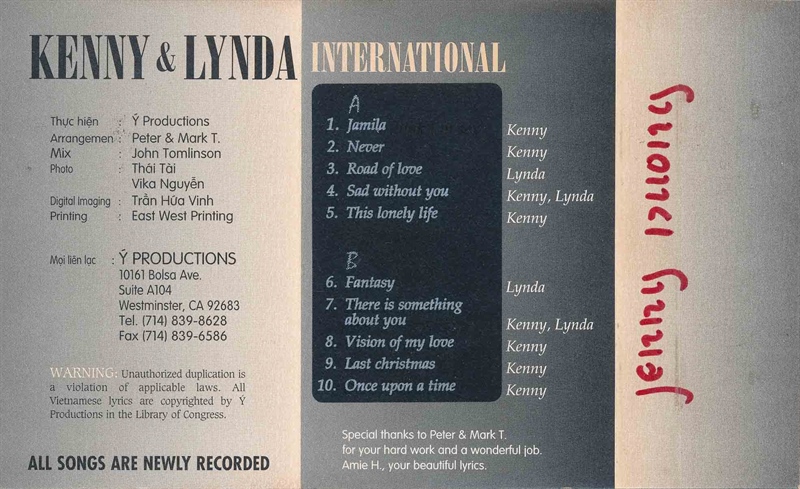 KENNY & LYNDA INTERNATIONAL
Thực hiện : Ý Productions
Arrangemen : Peter & Mark T.
Mix : John Tomlinson
Photo : Thái Tài
Vika Nguyễn
Digital Imaging : Trần Hứa Vinh
Printing : East West Printing
Mọi liên lạc : Ý PRODUCTIONS
10161 Bolsa Ave.
Suite A104
Westminster, CA 92683
Tel. (714) 839-8628
Fax (714) 839-6586
WARNING: Unauthorized duplication is
a violation of applicable laws. All
Vietnamese lyrics are copyrighted by Ý
Productions in the Library of Congress.
ALL SONGS ARE NEWLY RECORDED
A
1. Jamila Kenny
2. Never Kenny
3. Road of love Lynda
4. Sad without you Kenny, Lynda
5. This lonely life Kenny
B
6. Fantasy Lynda
7. There is something
about you Kenny, Lynda
8. Vision of my love Kenny
9. Last christmas Kenny
10. Once upon a time Kenny
Special thanks to Peter & Mark T.
for your hard work and a wonderful job.
Amie H., your beautiful lyrics.